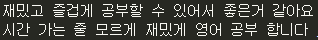 재밌고 즐겁게 공부할 수 있어서 좋은거 같아요
시간 가는 줄 모르게 재밌게 영어 공부 합니다